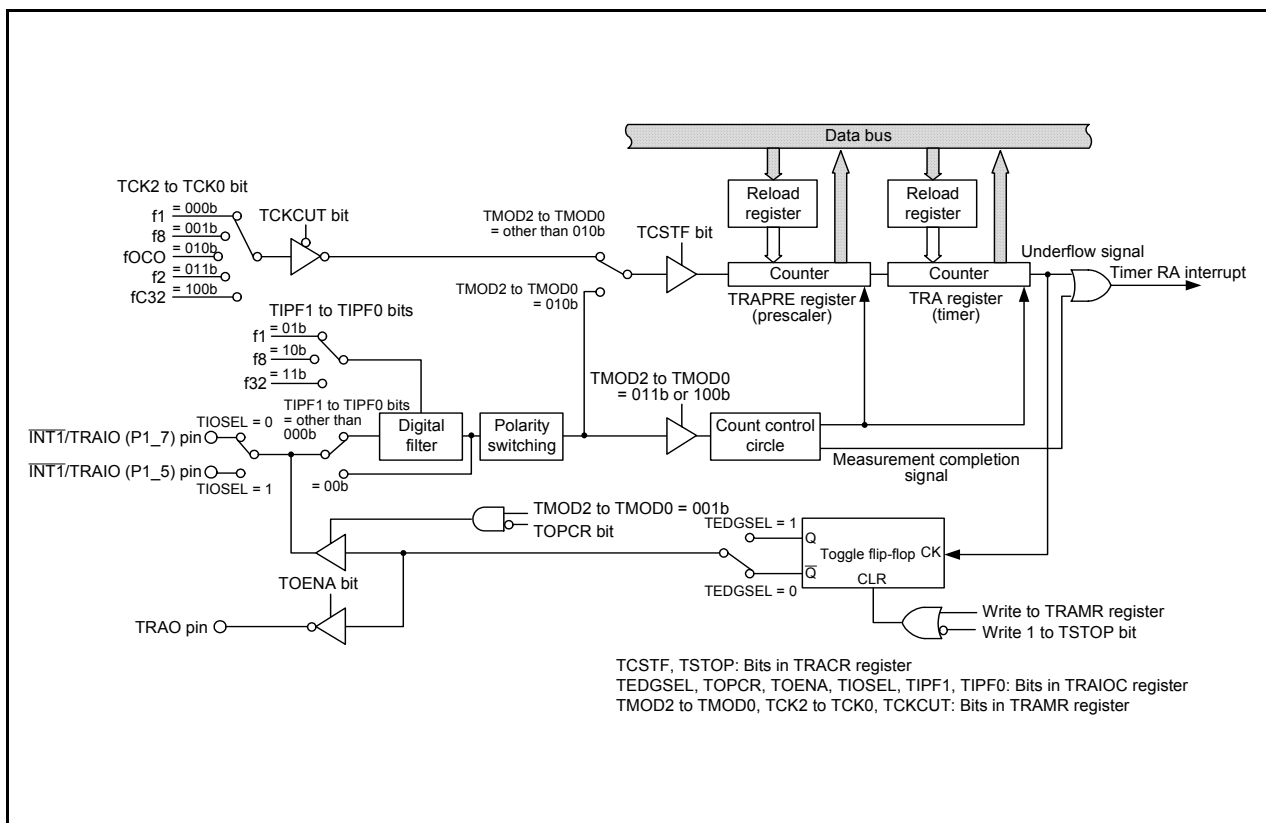 Data bus
TCK2 to TCK0 bit
f1
= 000b
f8
= 001b
fOCO
= 010b
f2
= 011b
fC32
= 100b
TCKCUT bit
TMOD2 to TMOD0
= other than 010b
TMOD2 to TMOD0
= 010b
TCSTF bit
Reload
register
Reload
register
Counter
Counter
TRAPRE register
(prescaler)
TRA register
(timer)
Underflow signal
Timer RA interrupt
TIPF1 to TIPF0 bits
f1
= 01b
f8
= 10b
f32
= 11b
TIPF1 to TIPF0 bits
= other than
000b
= 00b
TIOSEL = 0
INT1/TRAIO (P1_7) pin
INT1/TRAIO (P1_5) pin
TIOSEL = 1
Digital
filter
Polarity
switching
TMOD2 to TMOD0
= 011b or 100b
Count control
circle
Measurement completion
signal
TMOD2 to TMOD0 = 001b
TOPCR bit
TOENA bit
TRAO pin
TEDGSEL = 1
TEDGSEL = 0
Q
Toggle flip-flop
CK
Q
CLR
Write to TRAMR register
Write 1 to TSTOP bit
TCSTF, TSTOP: Bits in TRACR register
TEDGSEL, TOPCR, TOENA, TIOSEL, TIPF1, TIPF0: Bits in TRAIOC register
TMOD2 to TMOD0, TCK2 to TCK0, TCKCUT: Bits in TRAMR register